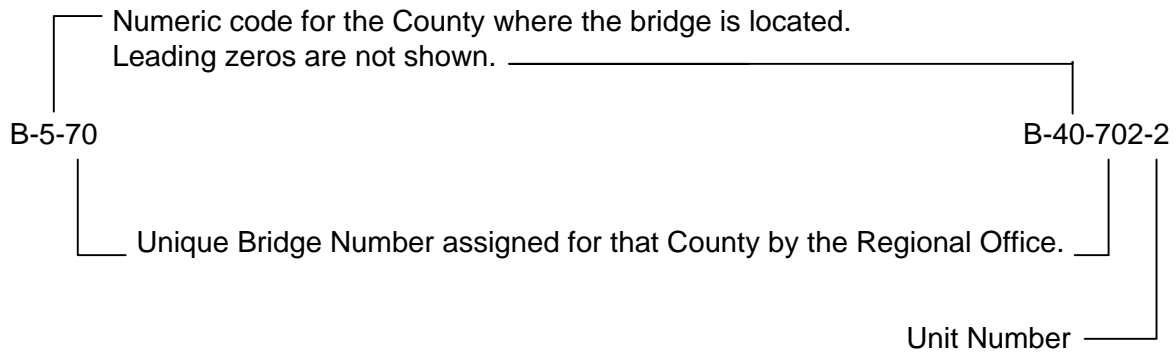 Numeric code for the County where the bridge is located.
Leading zeros are not shown.
B-5-70
B-40-702-2
Unique Bridge Number assigned for that County by the Regional Office.
Unit Number